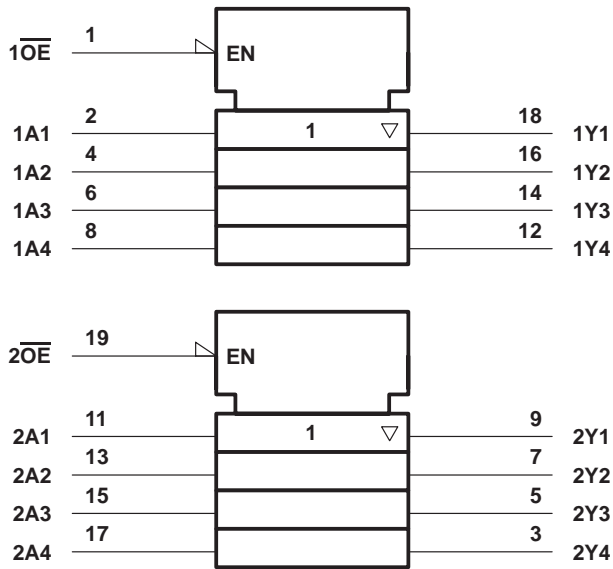 1O̅E̅ 1 EN
1A1 2 1 ▽ 18 1Y1
1A2 4 16 1Y2
1A3 6 14 1Y3
1A4 8 12 1Y4
2O̅E̅ 19 EN
2A1 11 1 ▽ 9 2Y1
2A2 13 7 2Y2
2A3 15 5 2Y3
2A4 17 3 2Y4